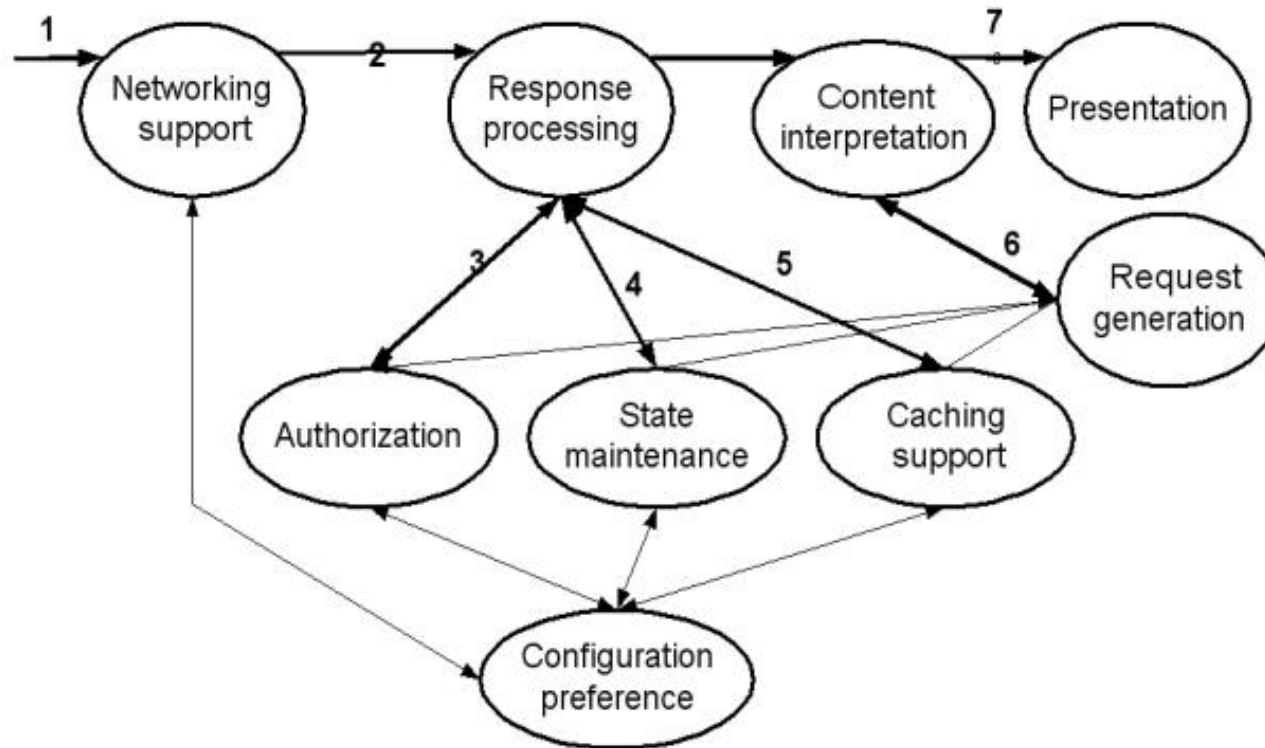 1
2
7
Networking
support
Response
processing
Content
interpretation
Presentation
3
4
5
6
Request
generation
Authorization
State
maintenance
Caching
support
Configuration
preference